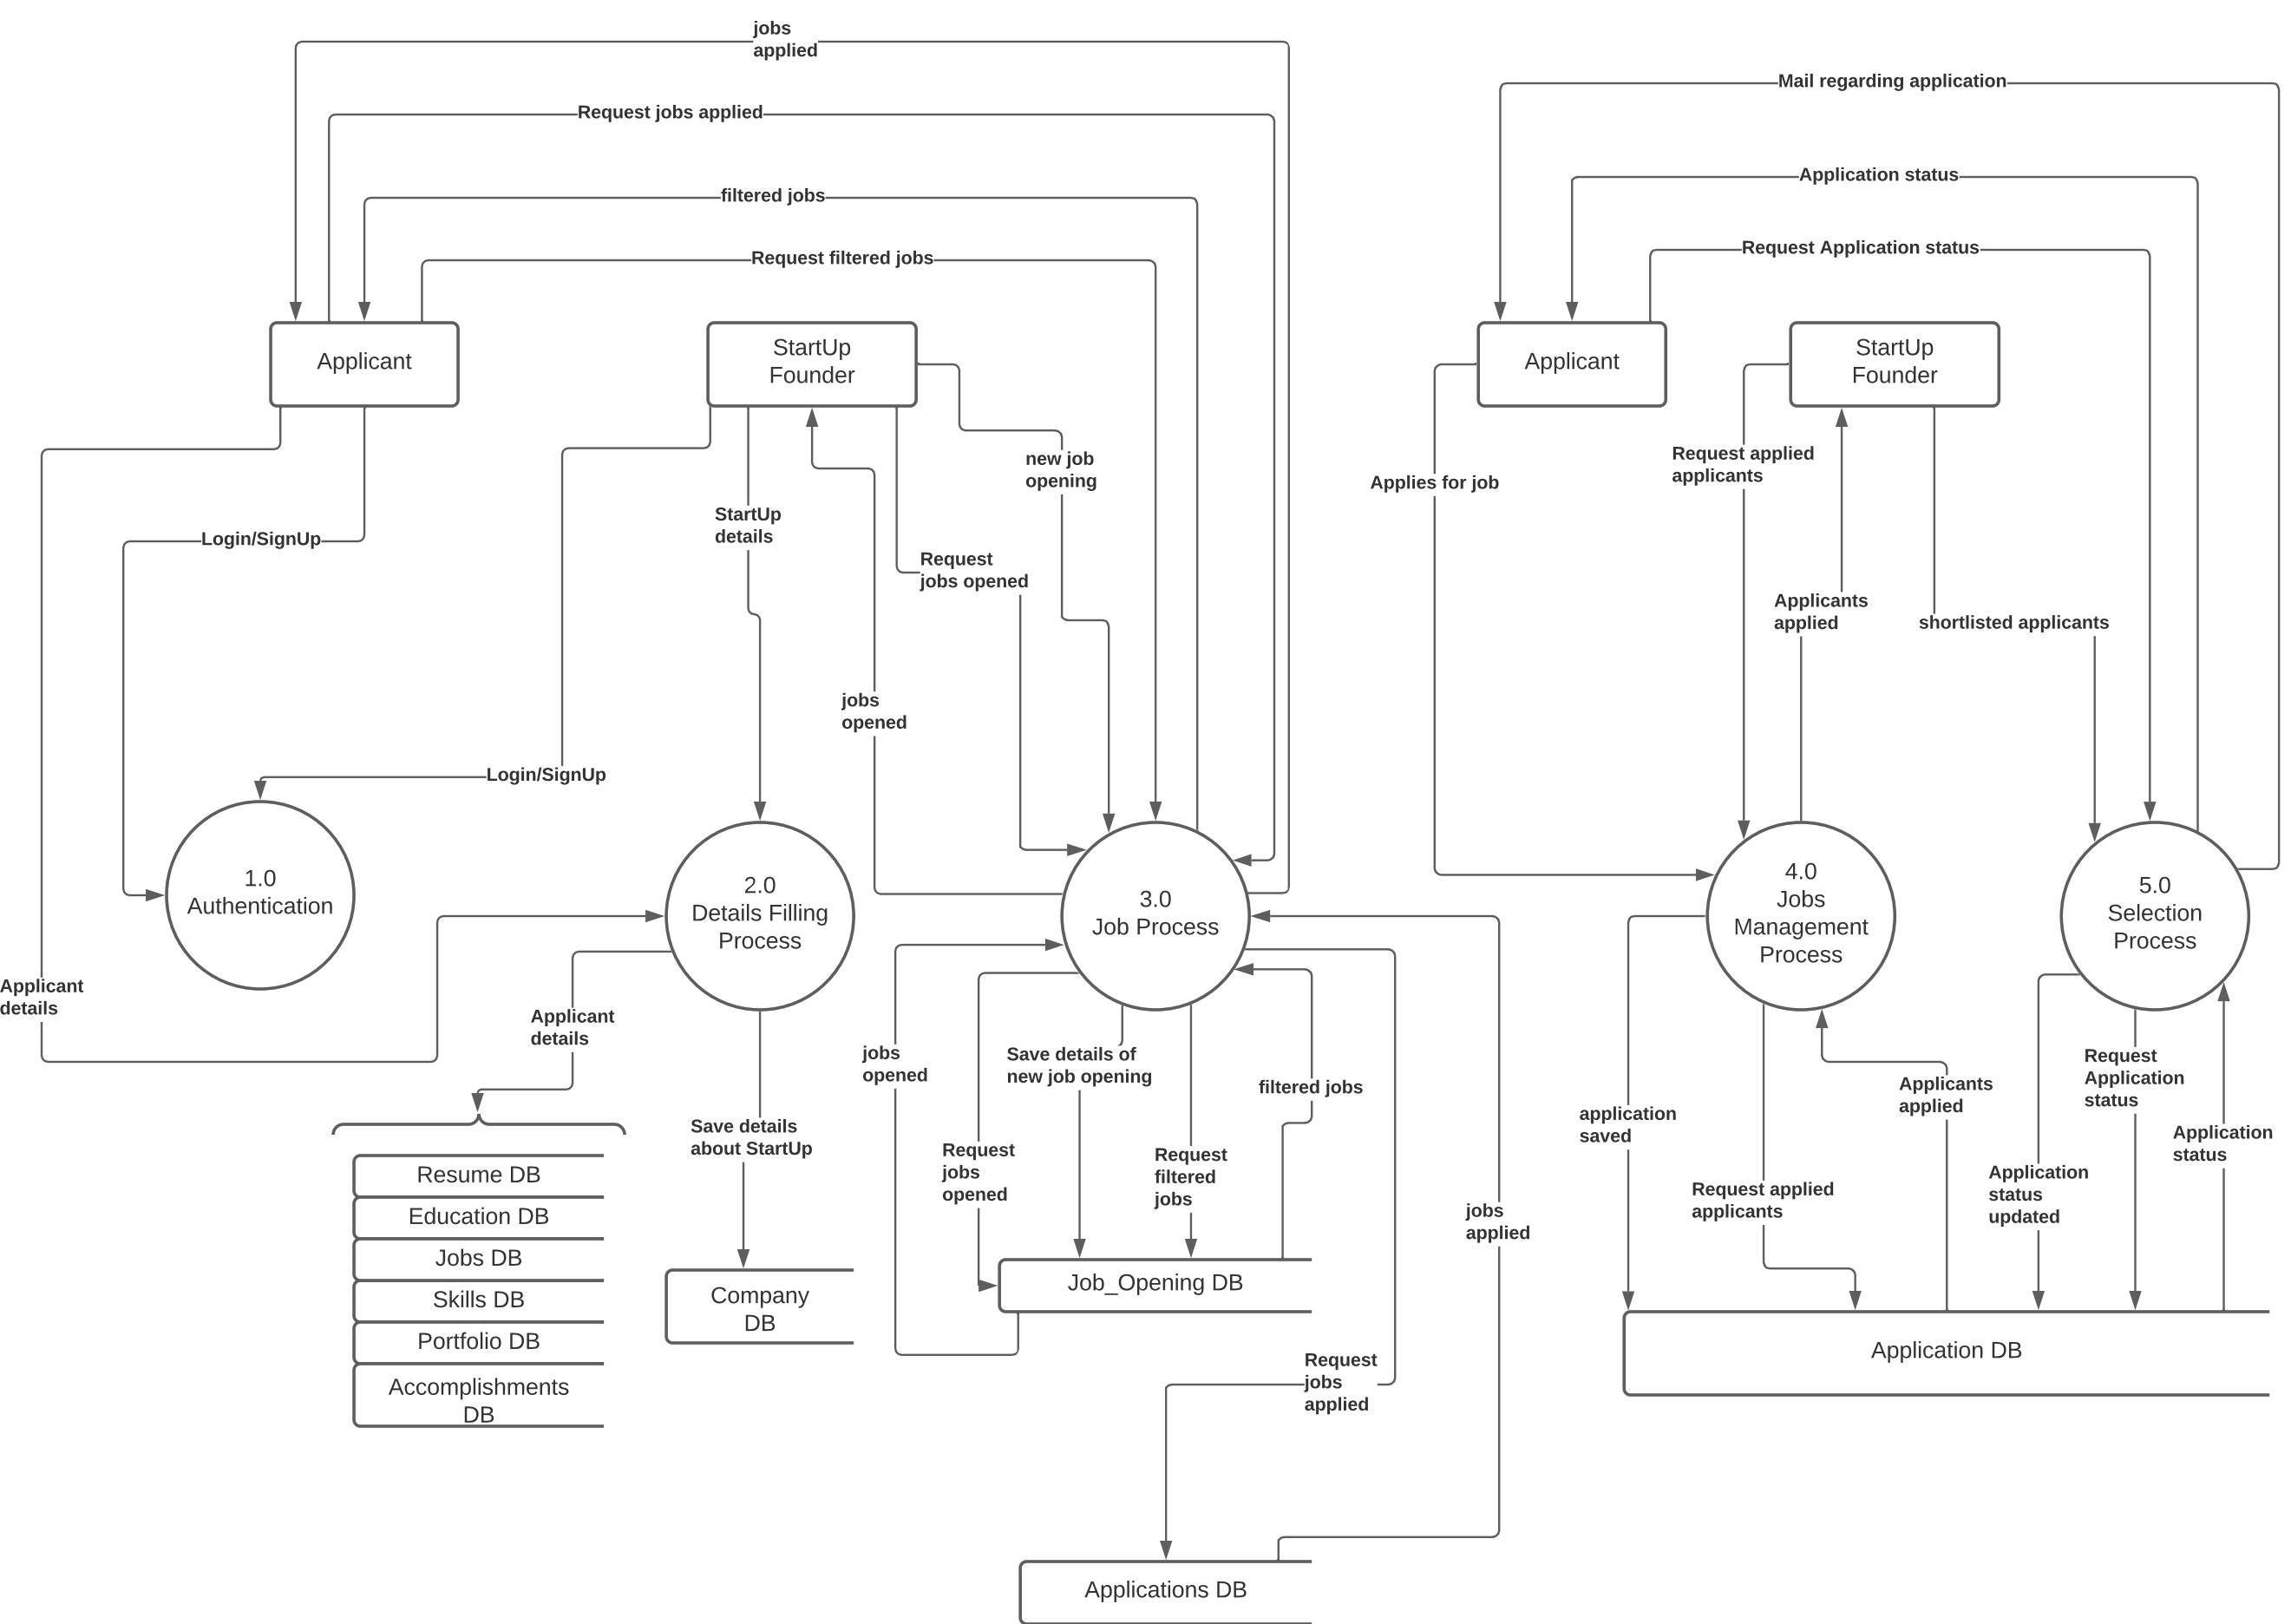 jobs
applied
Mail regarding application
Request jobs applied
Application status
filtered jobs
Request Application status
Request filtered jobs
Applicant
StartUp
Founder
Applicant
StartUp
Founder
new job
opening
Request applied
applicants
Applies for job
StartUp
details
Login/SignUp
Request
jobs opened
Applicants
applied
shortlisted applicants
jobs
opened
Login/SignUp
1.0
Authentication
2.0
Details Filling
Process
3.0
Job Process
4.0
Jobs
Management
Process
5.0
Selection
Process
Applicant
details
Applicant
details
jobs
opened
Save details of
new job opening
filtered jobs
Request
Application
status
Applicants
applied
application
saved
Save details
about StartUp
Request
jobs
opened
Request
filtered
jobs
Application
status
Application
status
updated
Request applied
applicants
jobs
applied
Resume DB
Education DB
Jobs DB
Skills DB
Portfolio DB
Accomplishments
DB
Company
DB
Job_Opening DB
Application DB
Request
jobs
applied
Applications DB